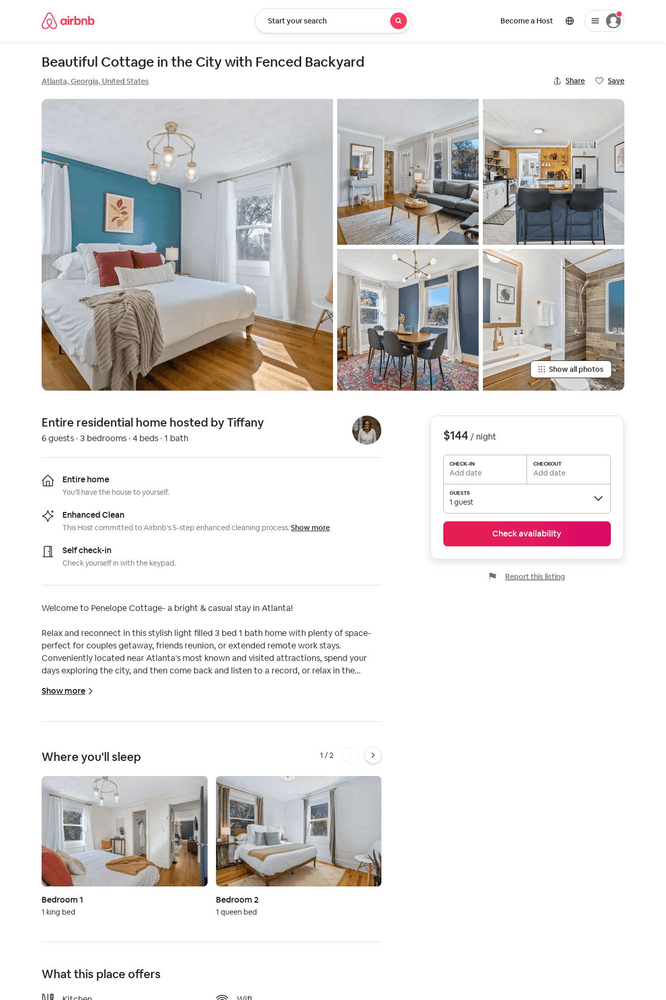 airbnb
Start your search
Become a Host
Beautiful Cottage in the City with Fenced Backyard
Atlanta, Georgia, United States
Share
Save
Show all photos
Entire residential home hosted by Tiffany
6 guests · 3 bedrooms · 4 beds · 1 bath
Entire home
You’ll have the house to yourself.
Enhanced Clean
This Host committed to Airbnb's 5-step enhanced cleaning process. Show more
Self check-in
Check yourself in with the keypad.
$144 / night
CHECK-IN
Add date
CHECKOUT
Add date
GUESTS
1 guest
Check availability
Report this listing
Welcome to Penelope Cottage- a bright & casual stay in Atlanta!
Relax and reconnect in this stylish light filled 3 bed 1 bath home with plenty of space-
perfect for couples getaway, friends reunion, or extended remote work stays.
Conveniently located near Atlanta's most known and visited attractions, spend your
days exploring the city, and then come back and listen to a record, or relax in the…
Show more
Where you'll sleep
1 / 2
Bedroom 1
1 king bed
Bedroom 2
1 queen bed
What this place offers
Kitchen
Wifi